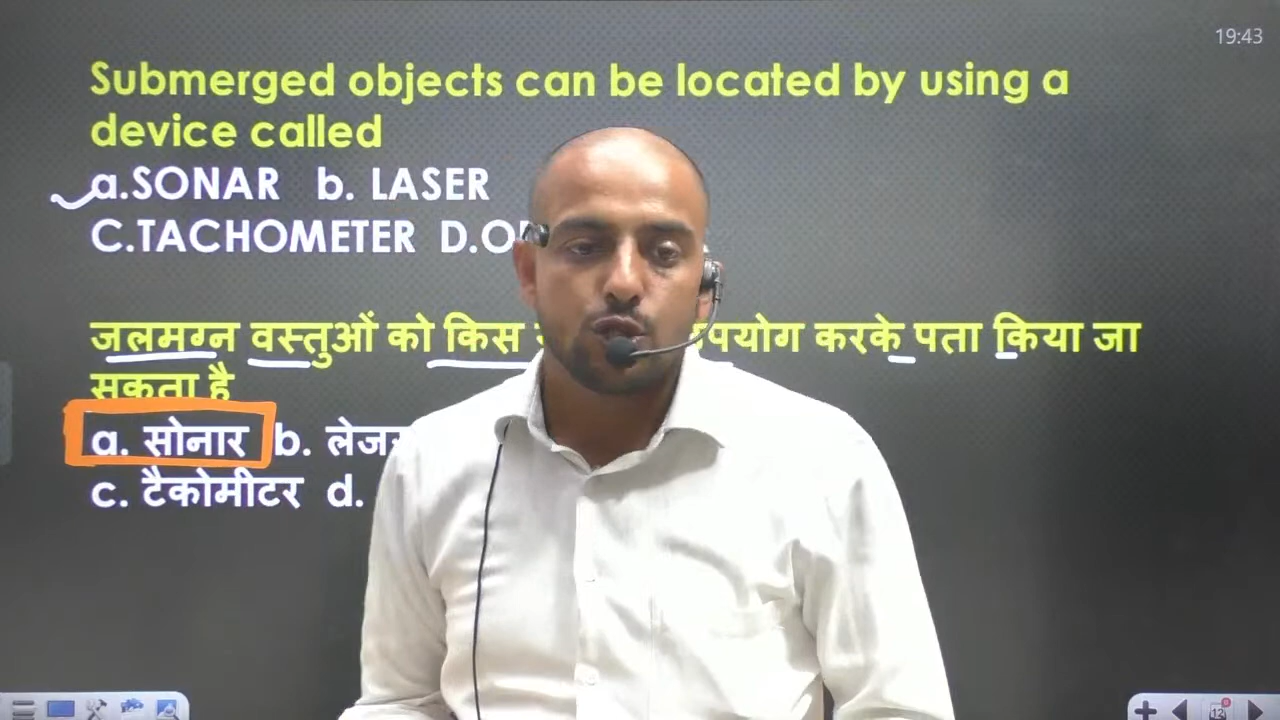 19:43
Submerged objects can be located by using a
device called
a.SONAR b. LASER
C.TACHOMETER D.
जलमग्न वस्तुओं को किस करके पता किया जा
सकता है
a. सोनार b.
c. टैकोमीटर d.
12